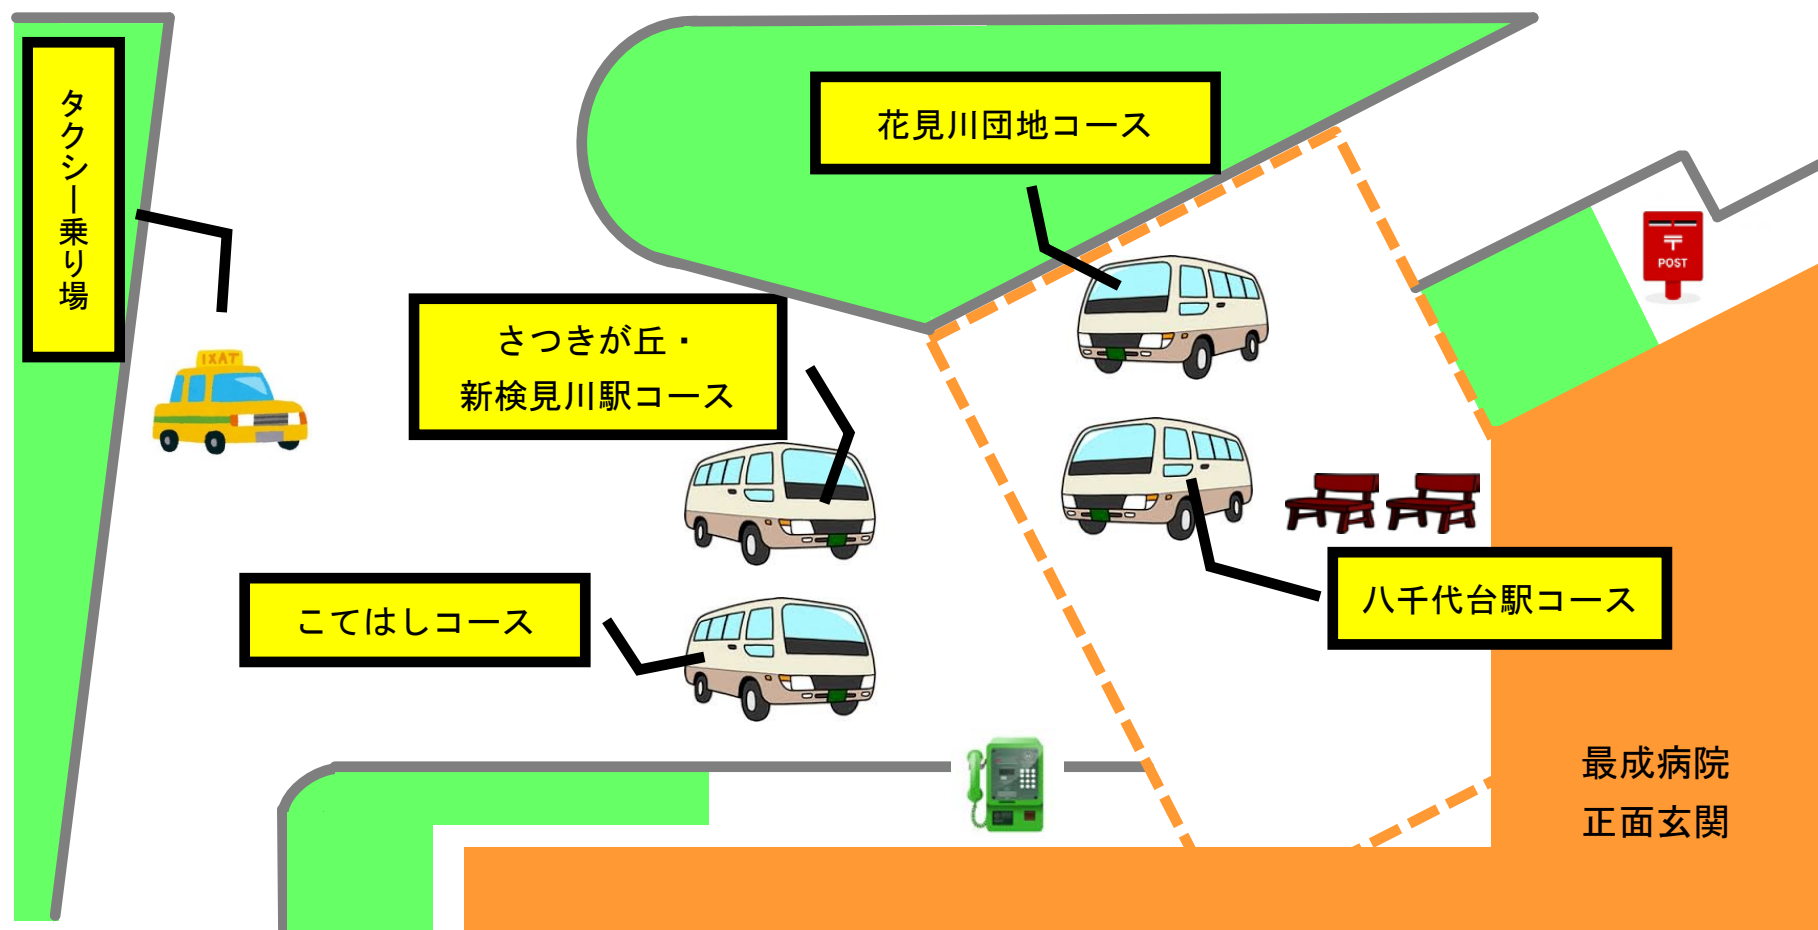 タクシー乗り場
花見川団地コース
さつきが丘・
新検見川駅コース
こてはしコース
八千代台駅コース
最成病院
正面玄関
IXAT
〒
POST